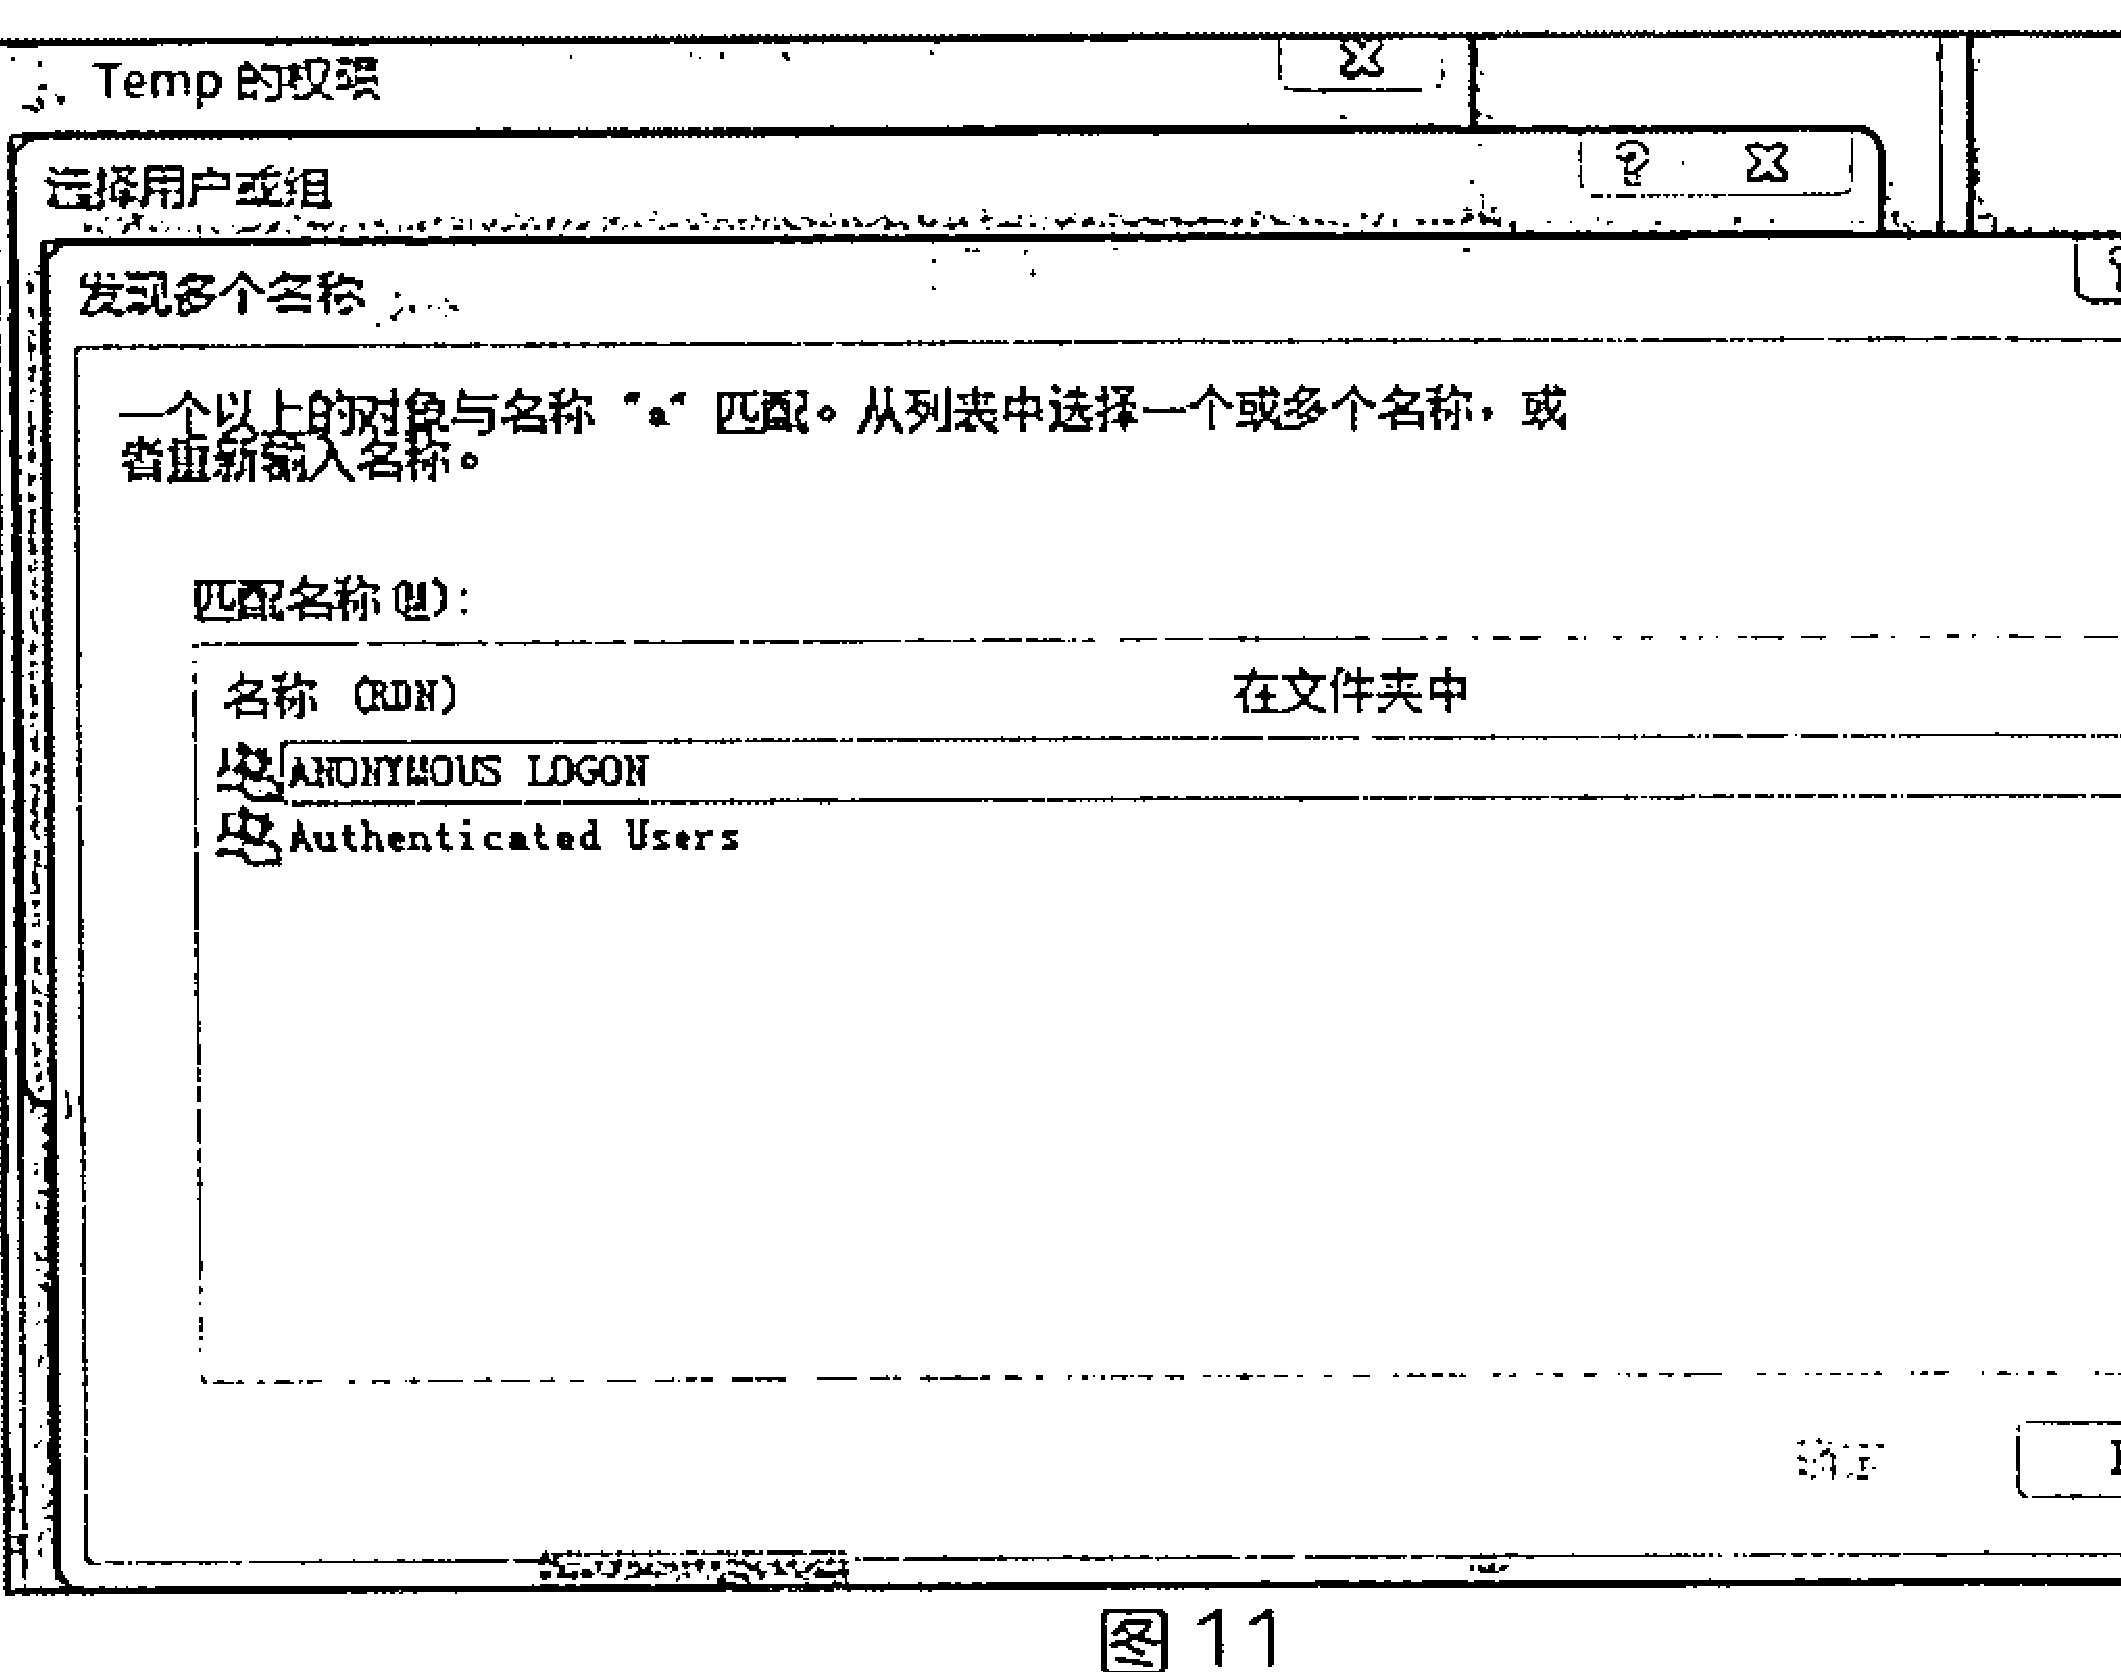 Temp 的权限
选择用户或组
发现多个名称
一个以上的对象与名称 "a" 匹配。从列表中选择一个或多个名称，或
者重新输入名称。
匹配名称(M):
名称 (RDN) 在文件夹中
ANONYMOUS LOGON
Authenticated Users
图 11